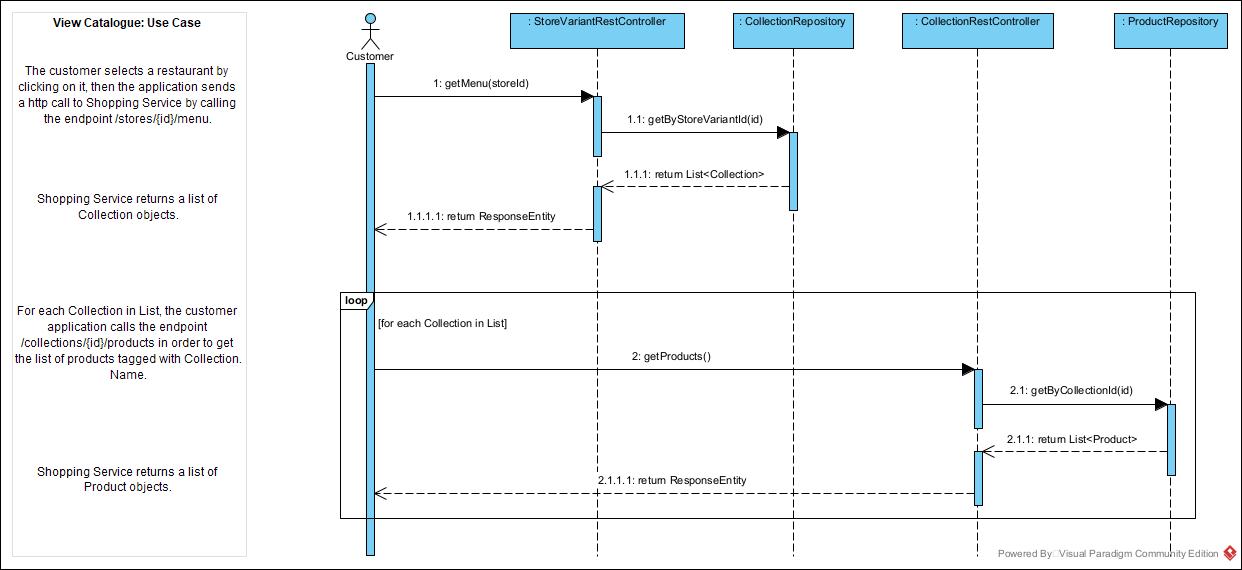 View Catalogue: Use Case
The customer selects a restaurant by
clicking on it, then the application sends
a http call to Shopping Service by calling
the endpoint /stores/{id}/menu.
Shopping Service returns a list of
Collection objects.
For each Collection in List, the customer
application calls the endpoint
/collections/{id}/products in order to get
the list of products tagged with Collection.
Name.
Shopping Service returns a list of
Product objects.
Customer
: StoreVariantRestController
: CollectionRepository
: CollectionRestController
: ProductRepository
1: getMenu(storeId)
1.1: getByStoreVariantId(id)
1.1.1: return List<Collection>
1.1.1.1: return ResponseEntity
loop
[for each Collection in List]
2: getProducts()
2.1: getByCollectionId(id)
2.1.1: return List<Product>
2.1.1.1: return ResponseEntity
Powered By Visual Paradigm Community Edition